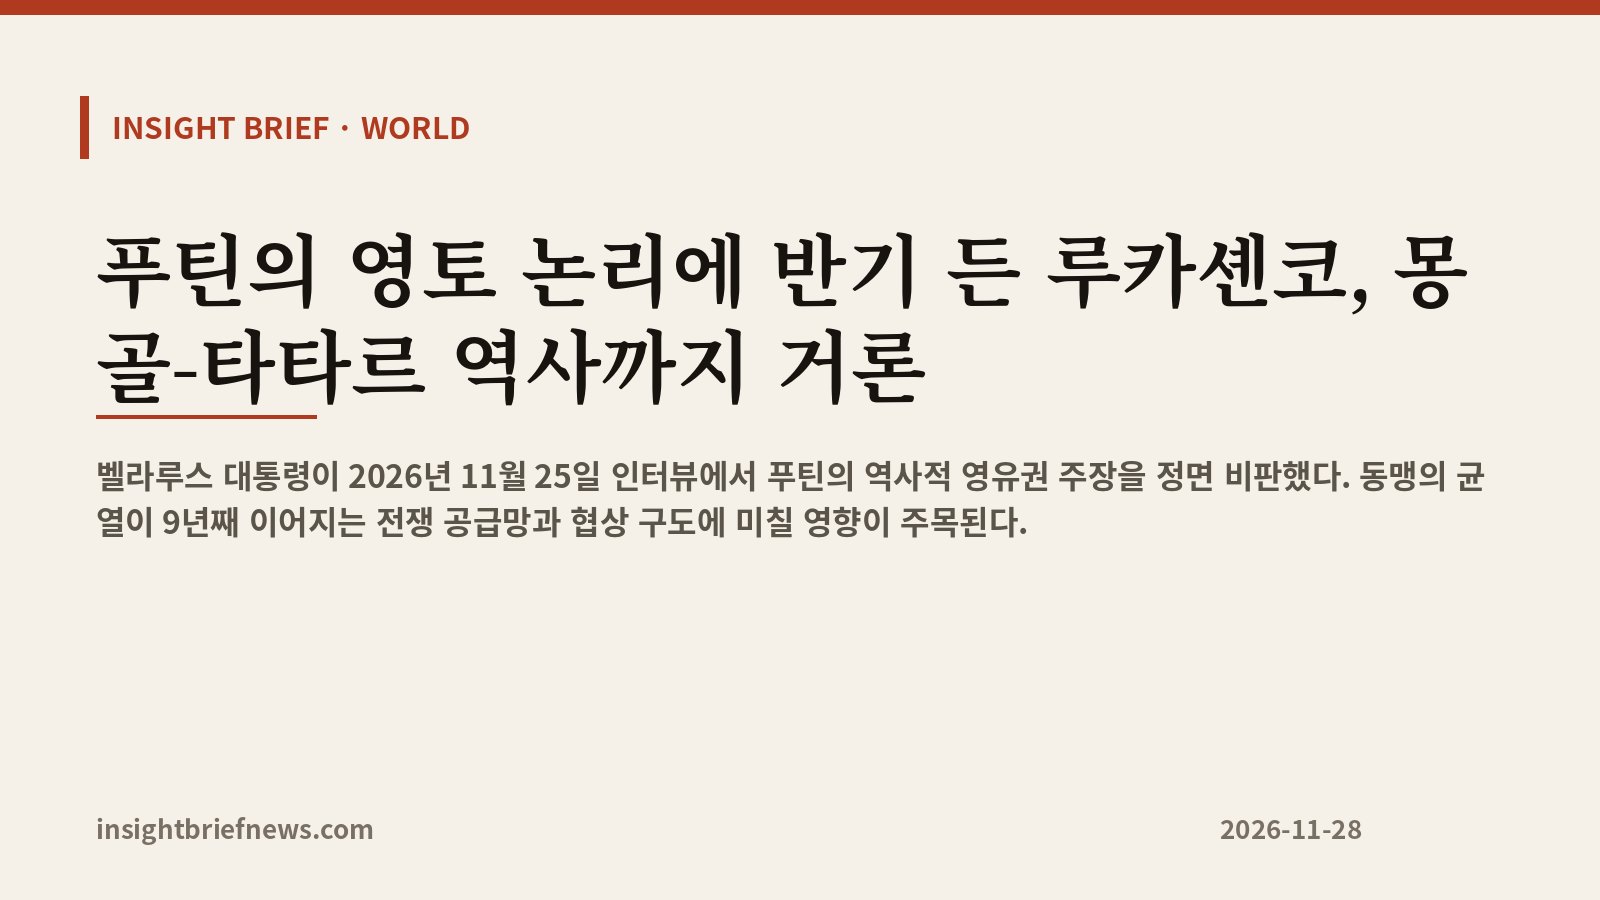 INSIGHT BRIEF · WORLD
푸틴의 영토 논리에 반기 든 루카셴코, 몽
골-타타르 역사까지 거론
벨라루스 대통령이 2026년 11월 25일 인터뷰에서 푸틴의 역사적 영유권 주장을 정면 비판했다. 동맹의 균
열이 9년째 이어지는 전쟁 공급망과 협상 구도에 미칠 영향이 주목된다.
insightbriefnews.com
2026-11-28